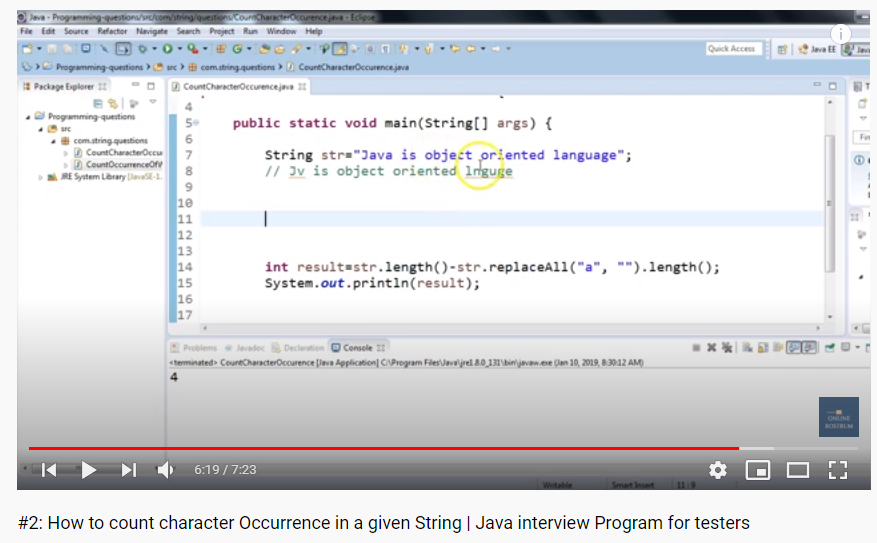 Java - Programming-questions/src/com/string/questions/CountCharacterOccurence.java - Eclipse
File Edit Source Refactor Navigate Search Project Run Window Help
Quick Access
Java EE
Java
Programming-questions > src > com.string.questions > CountCharacterOccurence.java
Package Explorer
CountCharacterOccurence.java
Programming-questions
src
com.string.questions
CountCharacterOccu
CountOccurrenceOfW
JRE System Library [JavaSE-1.
4
5 public static void main(String[] args) {
6
7 String str="Java is object oriented language";
8 // Jv is object oriented lnguge
9
10
11
12
13
14 int result=str.length()-str.replaceAll("a", "").length();
15 System.out.println(result);
16
17
Problems Javadoc Declaration Console
<terminated> CountCharacterOccurence [Java Application] C:\Program Files\Java\jre1.8.0_131\bin\javaw.exe (Jan 10, 2019, 8:30:12 AM)
4
ONLINE
ROSTRUM
6:19 / 7:23
Writable Smart Insert 11 : 9
#2: How to count character Occurrence in a given String | Java interview Program for testers